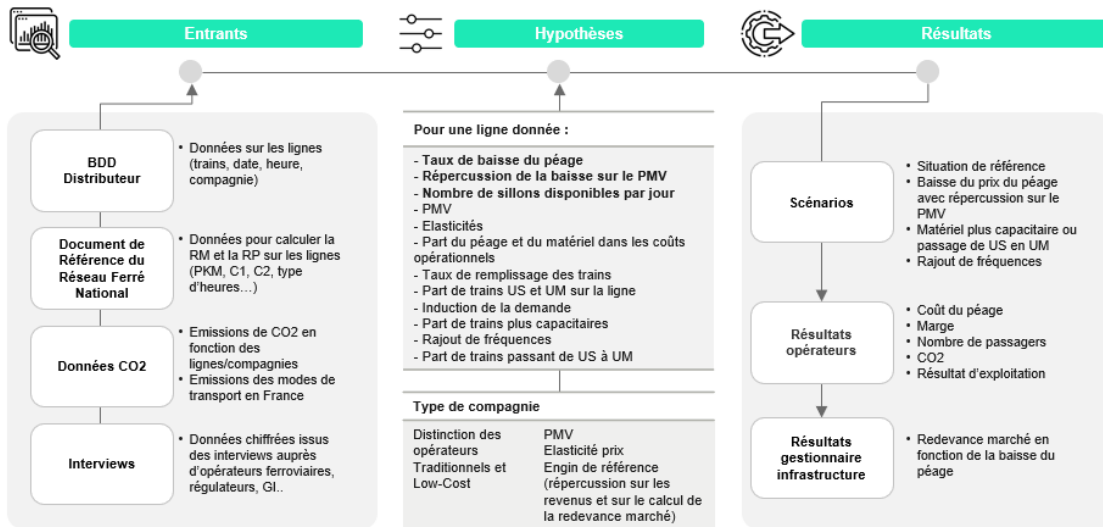 Entrants
BDD
Distributeur
• Données sur les lignes
(trains, date, heure,
compagnie)
Document de
Référence du
Réseau Ferré
National
• Données pour calculer la
RM et la RP sur les lignes
(PKM, C1, C2, type
d’heures…)
Données CO2
• Emissions de CO2 en
fonction des
lignes/compagnies
• Emissions des modes de
transport en France
Interviews
• Données chiffrées issus
des interviews auprès
d’opérateurs ferroviaires,
régulateurs, GI..
Hypothèses
Pour une ligne donnée :
- Taux de baisse du péage
- Répercussion de la baisse sur le PMV
- Nombre de sillons disponibles par jour
- PMV
- Elasticités
- Part du péage et du matériel dans les coûts
opérationnels
- Taux de remplissage des trains
- Part de trains US et UM sur la ligne
- Induction de la demande
- Part de trains plus capacitaires
- Rajout de fréquences
- Part de trains passant de US à UM
Type de compagnie
Distinction des
opérateurs
Traditionnels et
Low-Cost
PMV
Elasticité prix
Engin de référence
(répercussion sur les
revenus et sur le calcul de
la redevance marché)
Résultats
Scénarios
• Situation de référence
• Baisse du prix du péage
avec répercussion sur le
PMV
• Matériel plus capacitaire ou
passage de US en UM
• Rajout de fréquences
Résultats
opérateurs
• Coût du péage
• Marge
• Nombre de passagers
• CO2
• Résultat d’exploitation
Résultats
gestionnaire
infrastructure
• Redevance marché en
fonction de la baisse du
péage